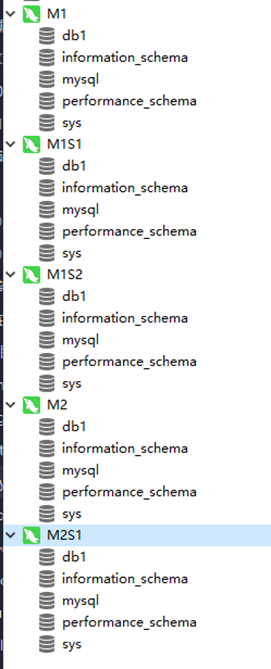 M1
db1
information_schema
mysql
performance_schema
sys
M1S1
db1
information_schema
mysql
performance_schema
sys
M1S2
db1
information_schema
mysql
performance_schema
sys
M2
db1
information_schema
mysql
performance_schema
sys
M2S1
db1
information_schema
mysql
performance_schema
sys